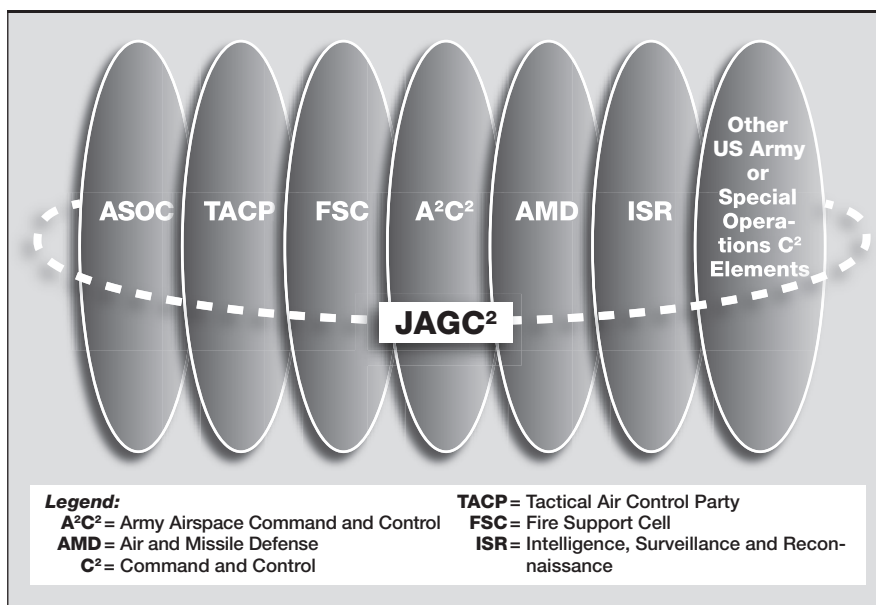 ASOC TACP FSC A²C² AMD ISR
Other
US Army
or
Special
Opera-
tions C²
Elements
JAGC²
Legend:
A²C² = Army Airspace Command and Control
AMD = Air and Missile Defense
C² = Command and Control
TACP = Tactical Air Control Party
FSC = Fire Support Cell
ISR = Intelligence, Surveillance and Recon-
naissance